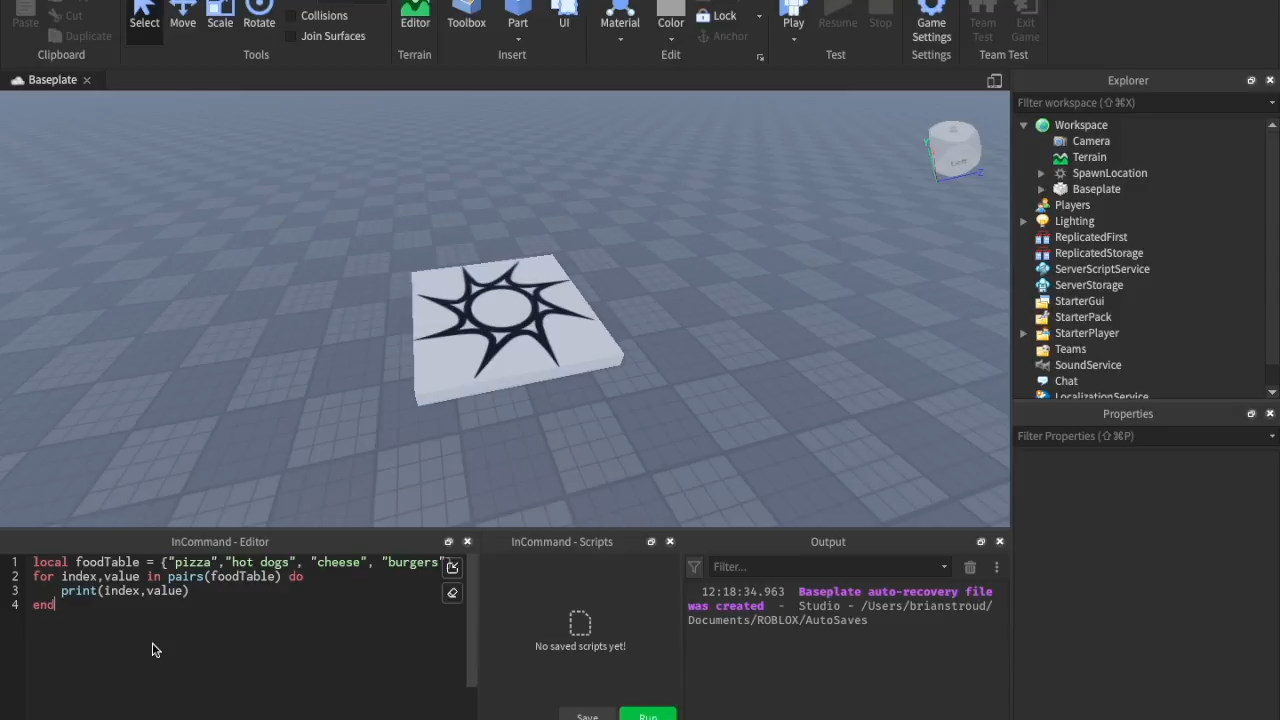 Paste
Cut
Duplicate
Clipboard
Select
Move
Scale
Rotate
Collisions
Join Surfaces
Tools
Editor
Terrain
Toolbox
Part
UI
Insert
Material
Color
Lock
Anchor
Edit
Play
Resume
Stop
Test
Game
Settings
Settings
Team
Test
Exit
Game
Team Test
Baseplate
Explorer
Filter workspace (⇧⌘X)
Workspace
Camera
Terrain
SpawnLocation
Baseplate
Players
Lighting
ReplicatedFirst
ReplicatedStorage
ServerScriptService
ServerStorage
StarterGui
StarterPack
StarterPlayer
Teams
SoundService
Chat
LocalizationService
Properties
Filter Properties (⇧⌘P)
Y
Z
InCommand - Editor
1 local foodTable = {"pizza","hot dogs", "cheese", "burgers"
2 for index,value in pairs(foodTable) do
3 print(index,value)
4 end
InCommand - Scripts
No saved scripts yet!
Save
Run
Output
Filter...
12:18:34.963 Baseplate auto-recovery file
was created - Studio - /Users/brianstroud/
Documents/ROBLOX/AutoSaves